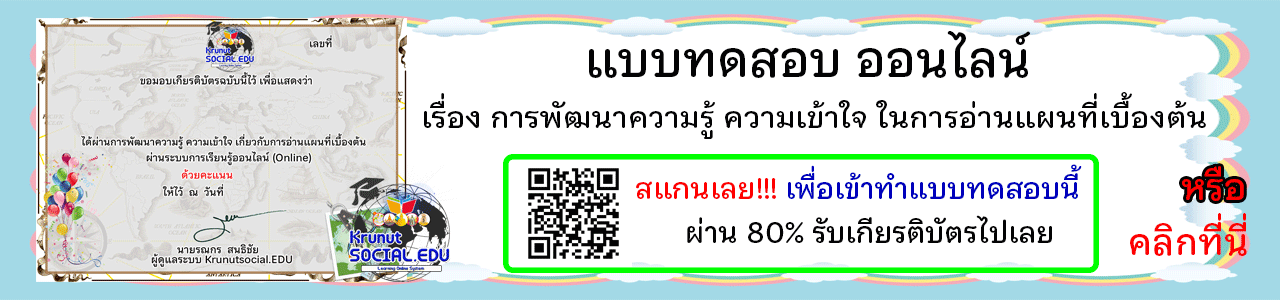 Krunut
SOCIAL.EDU
เลขที่
ขอมอบเกียรติบัตรฉบับนี้ไว้ เพื่อแสดงว่า
ได้ผ่านการพัฒนาความรู้ ความเข้าใจ เกี่ยวกับการอ่านแผนที่เบื้องต้น
ผ่านระบบการเรียนรู้ออนไลน์ (Online)
ด้วยคะแนน
ให้ไว้ ณ วันที่
นายรณกร สนธิชัย
ผู้ดูแลระบบ Krunutsocial.EDU
Krunut
SOCIAL.EDU
Learning Online System
แบบทดสอบ ออนไลน์
เรื่อง การพัฒนาความรู้ ความเข้าใจ ในการอ่านแผนที่เบื้องต้น
สแกนเลย!!! เพื่อเข้าทำแบบทดสอบนี้
ผ่าน 80% รับเกียรติบัตรไปเลย
หรือ
คลิกที่นี่